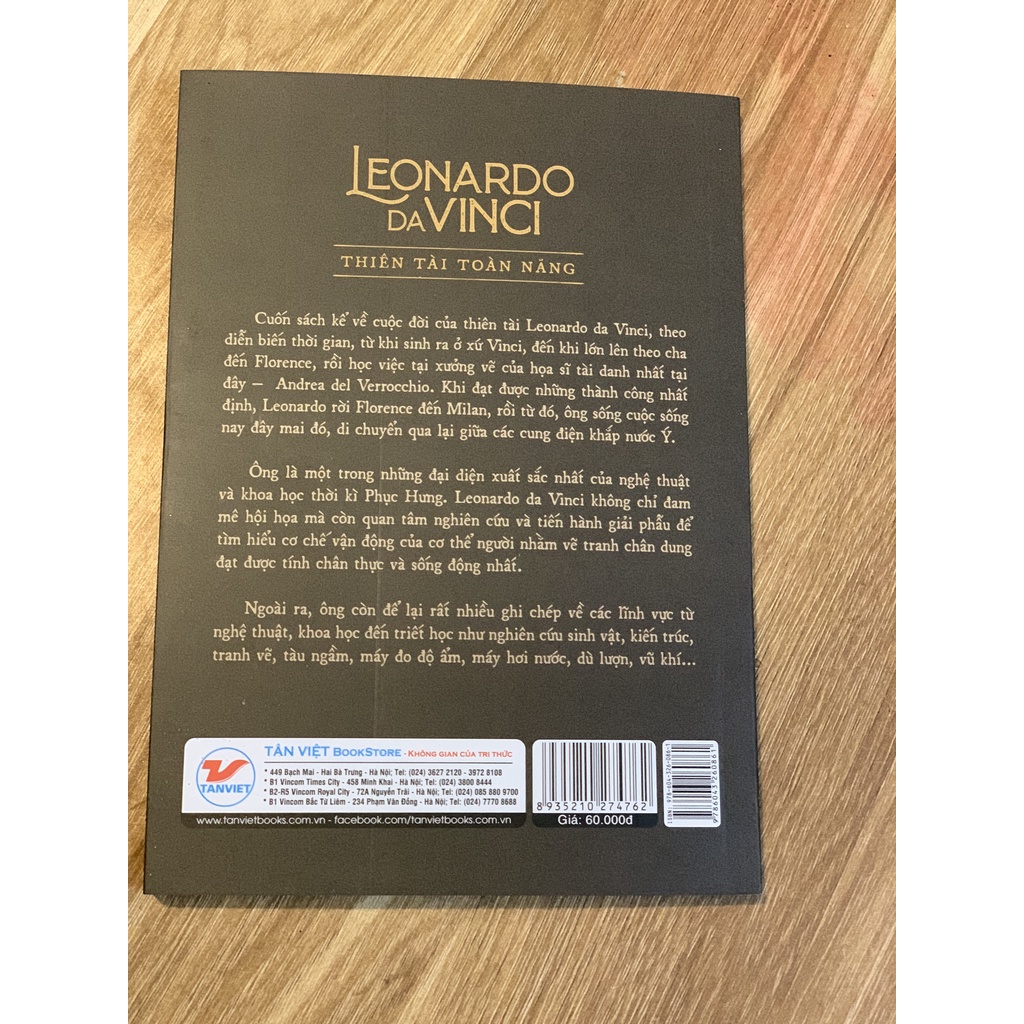 LEONARDO
DA VINCI
THIÊN TÀI TOÀN NĂNG
Cuốn sách kể về cuộc đời của thiên tài Leonardo da Vinci, theo
diễn biến thời gian, từ khi sinh ra ở xứ Vinci, đến khi lớn lên theo cha
đến Florence, rồi học việc tại xưởng vẽ của họa sĩ tài danh nhất tại
đây – Andrea del Verrocchio. Khi đạt được những thành công nhất
định, Leonardo rời Florence đến Milan, rồi từ đó, ông sống cuộc sống
nay đây mai đó, di chuyển qua lại giữa các cung điện khắp nước Ý.
Ông là một trong những đại diện xuất sắc nhất của nghệ thuật
và khoa học thời kì Phục Hưng. Leonardo da Vinci không chỉ đam
mê hội họa mà còn quan tâm nghiên cứu và tiến hành giải phẫu để
tìm hiểu cơ chế vận động của cơ thể người nhằm vẽ tranh chân dung
đạt được tính chân thực và sống động nhất.
Ngoài ra, ông còn để lại rất nhiều ghi chép về các lĩnh vực từ
nghệ thuật, khoa học đến triết học như nghiên cứu sinh vật, kiến trúc,
tranh vẽ, tàu ngầm, máy đo độ ẩm, máy hơi nước, dù lượn, vũ khí...
TANVIET
TÂN VIỆT BOOKSTORE - KHÔNG GIAN CỦA TRI THỨC
* 449 Bạch Mai - Hai Bà Trưng - Hà Nội; Tel: (024) 3627 2120 - 3972 8108
* B1 Vincom Times City - 458 Minh Khai - Hà Nội; Tel: (024) 3800 8444
* B2-R5 Vincom Royal City - 72A Nguyễn Trãi - Hà Nội; Tel: (024) 085 880 9700
* B1 Vincom Bắc Từ Liêm - 234 Phạm Văn Đồng - Hà Nội; Tel: (024) 7770 8688
www.tanvietbooks.com.vn - facebook.com/tanvietbooks.com.vn
8 935210 274762
Giá: 60.000đ
ISBN: 978-604-326-086-1
9786043260861